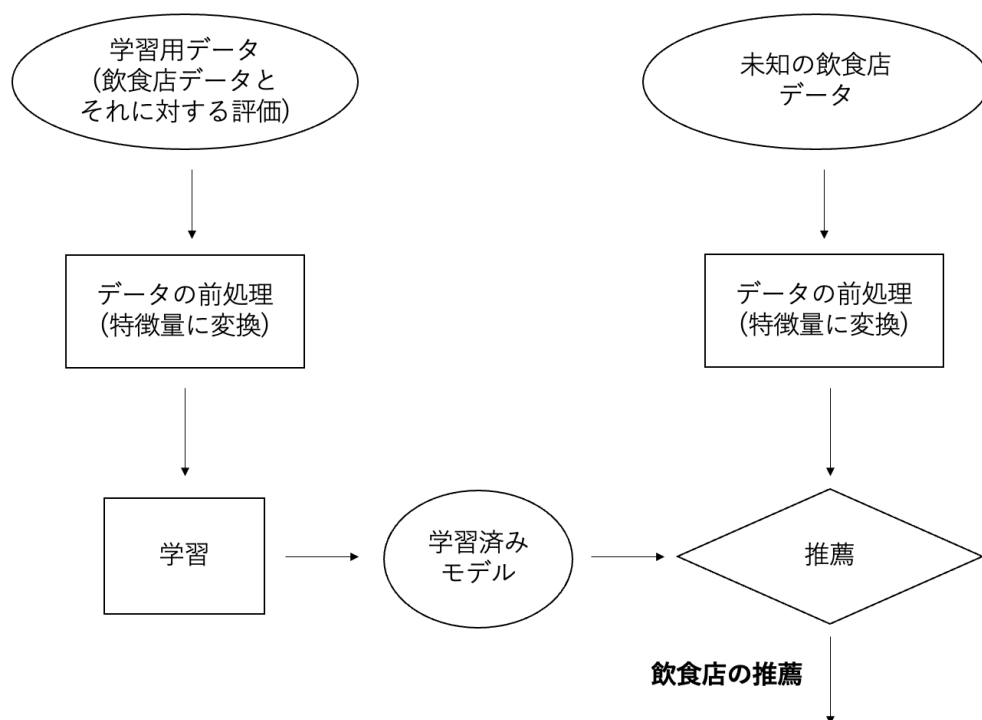 学習用データ
(飲食店データと
それに対する評価)
未知の飲食店
データ
データの前処理
(特徴量に変換)
データの前処理
(特徴量に変換)
学習
学習済み
モデル
推薦
飲食店の推薦